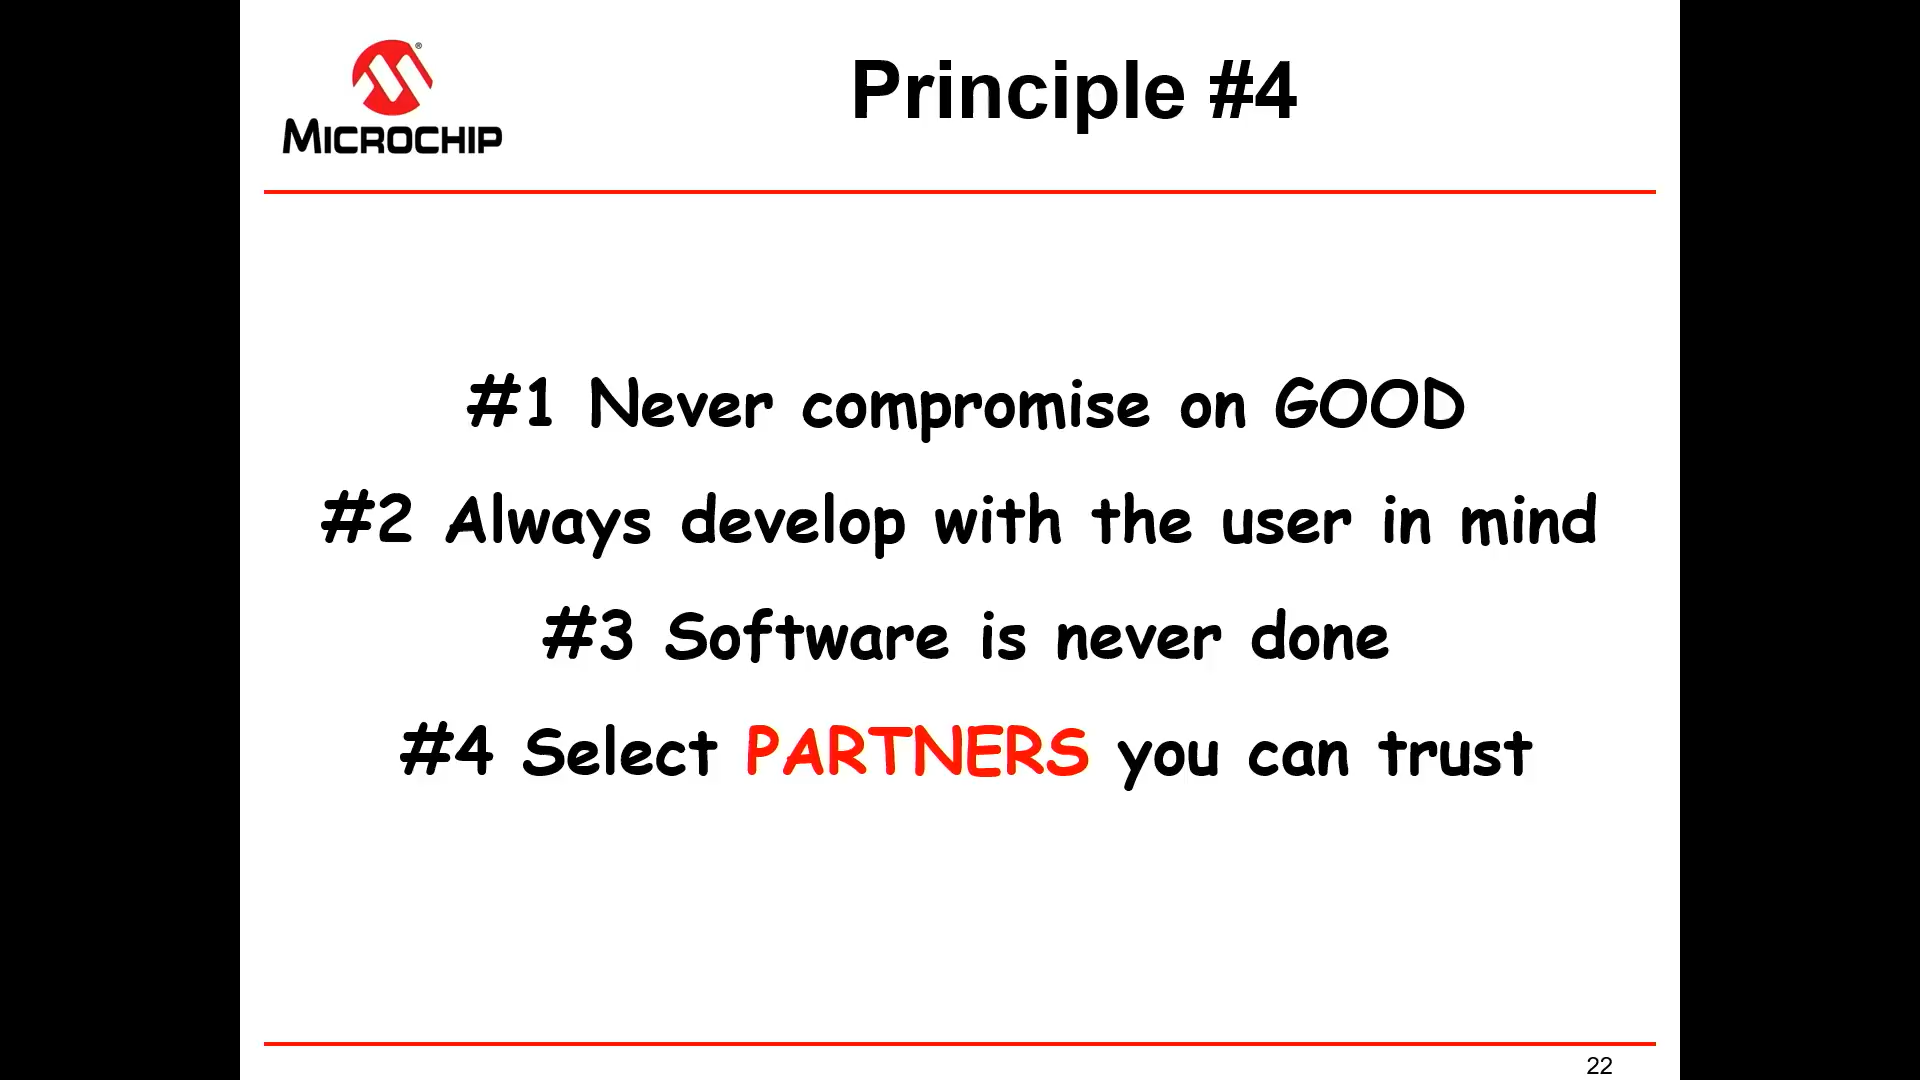 MICROCHIP
Principle #4
#1 Never compromise on GOOD
#2 Always develop with the user in mind
#3 Software is never done
#4 Select PARTNERS you can trust
22